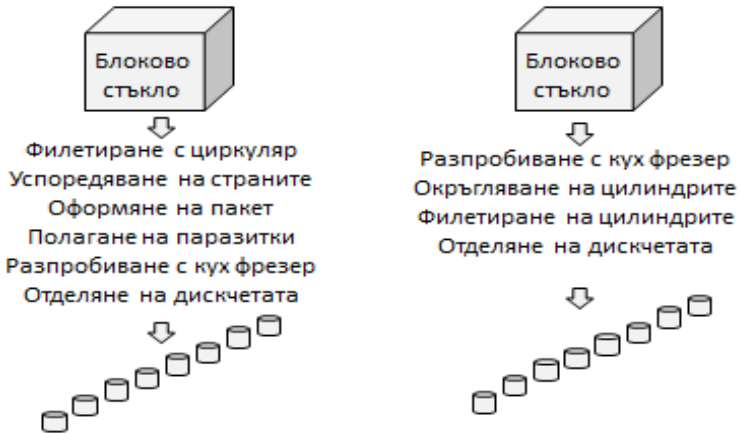 Блоково
стъкло
Филетиране с циркуляр
Успоредяване на страните
Оформяне на пакет
Полагане на паразитки
Разпробиване с кух фрезер
Отделяне на дискчетата
Блоково
стъкло
Разпробиване с кух фрезер
Окръгляване на цилиндрите
Филетиране на цилиндрите
Отделяне на дискчетата